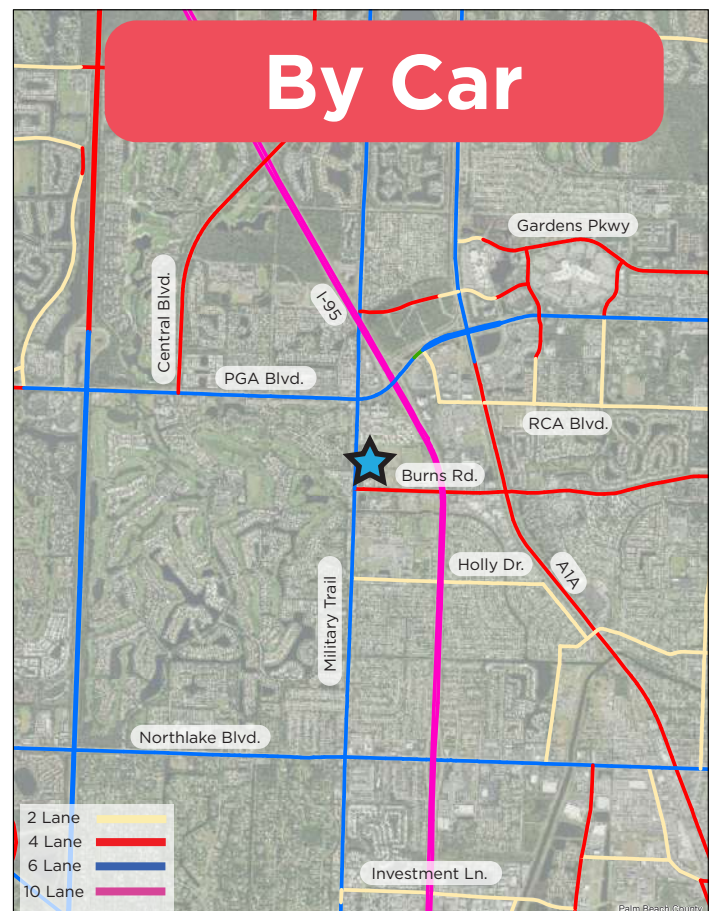 By Car
Gardens Pkwy
Central Blvd.
I-95
PGA Blvd.
RCA Blvd.
Burns Rd.
Holly Dr.
A1A
Military Trail
Northlake Blvd.
2 Lane
4 Lane
6 Lane
10 Lane
Investment Ln.
Palm Beach County